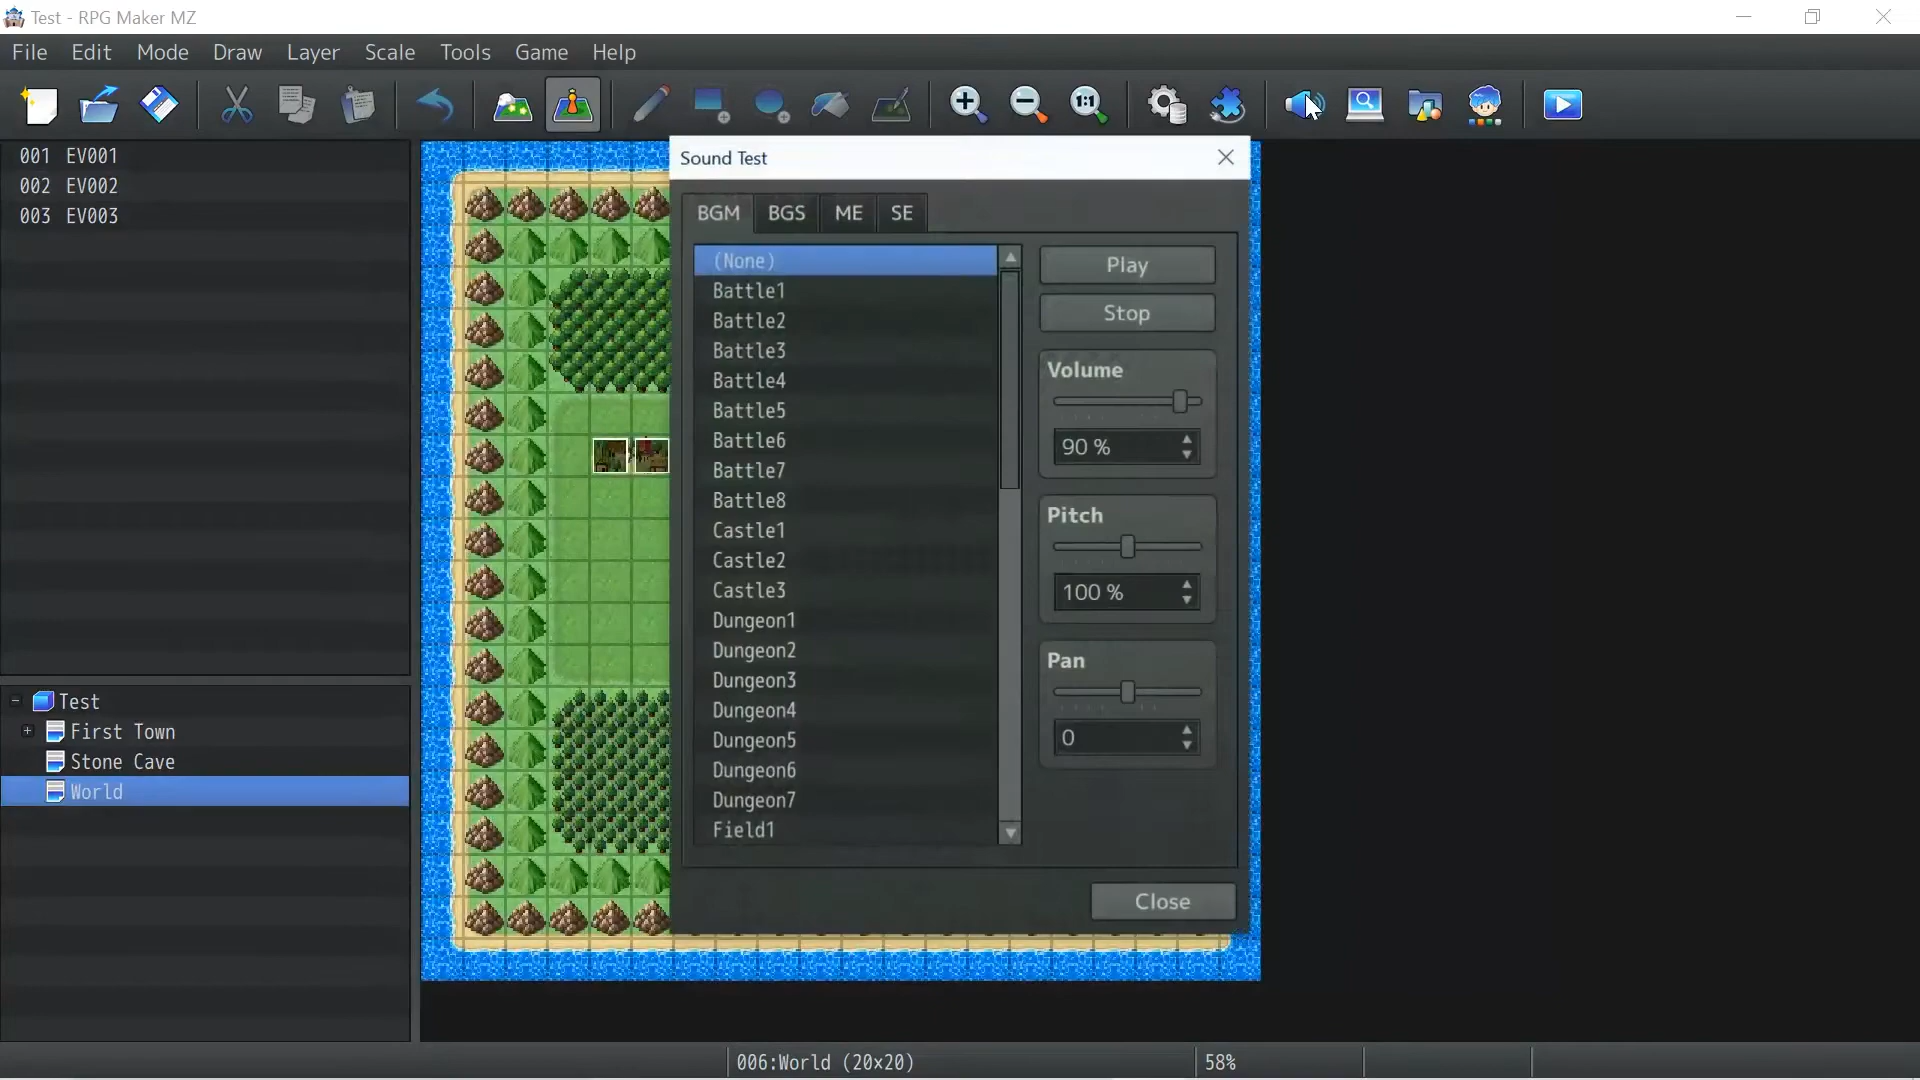 Test - RPG Maker MZ
File Edit Mode Draw Layer Scale Tools Game Help
1:1
001 EV001
002 EV002
003 EV003
Test
First Town
Stone Cave
World
Sound Test
BGM BGS ME SE
(None)
Battle1
Battle2
Battle3
Battle4
Battle5
Battle6
Battle7
Battle8
Castle1
Castle2
Castle3
Dungeon1
Dungeon2
Dungeon3
Dungeon4
Dungeon5
Dungeon6
Dungeon7
Field1
Play
Stop
Volume
90 %
Pitch
100 %
Pan
0
Close
006:World (20x20) 58%